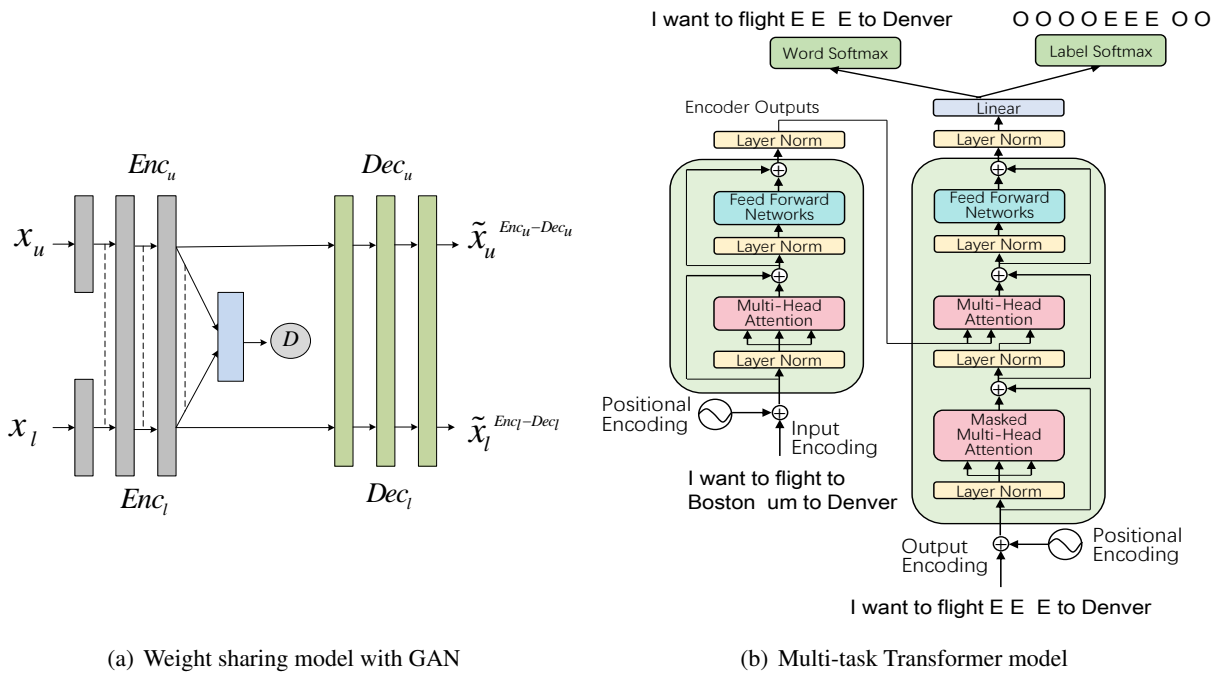 Enc_u
Dec_u
x_u
x̃_u^{Enc_u–Dec_u}
D
x_l
x̃_l^{Enc_l–Dec_l}
Enc_l
Dec_l
(a) Weight sharing model with GAN
I want to flight E E E to Denver
O O O O E E E O O
Word Softmax
Label Softmax
Encoder Outputs
Linear
Layer Norm
Layer Norm
Feed Forward
Networks
Feed Forward
Networks
Layer Norm
Layer Norm
Multi-Head
Attention
Multi-Head
Attention
Layer Norm
Layer Norm
Positional
Encoding
Input
Encoding
Masked
Multi-Head
Attention
I want to flight to
Boston um to Denver
Layer Norm
Output
Encoding
Positional
Encoding
I want to flight E E E to Denver
(b) Multi-task Transformer model